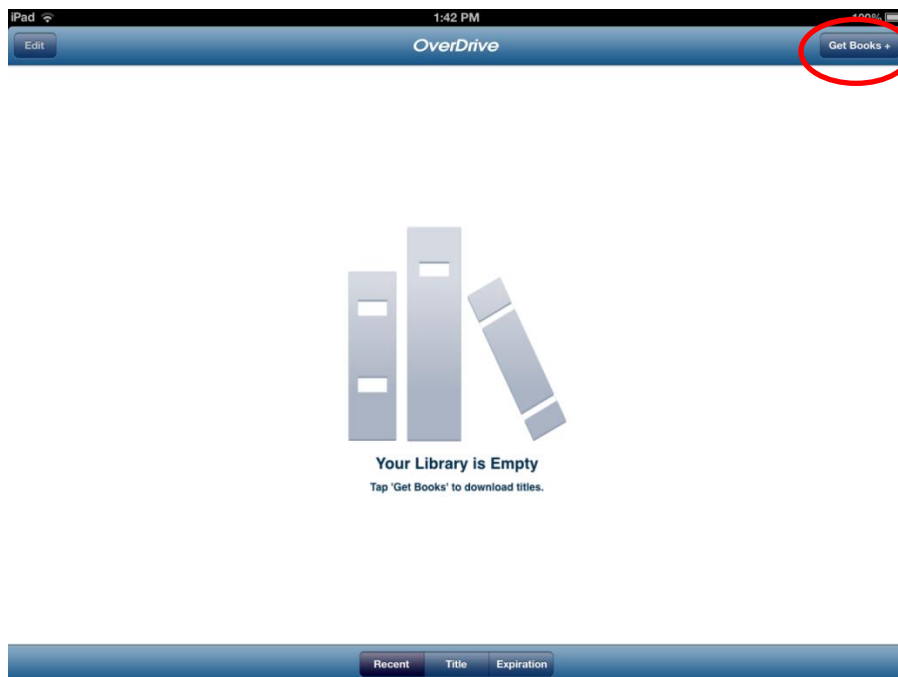 iPad 1:42 PM 100%
Edit OverDrive Get Books +
Your Library is Empty
Tap 'Get Books' to download titles.
Recent Title Expiration